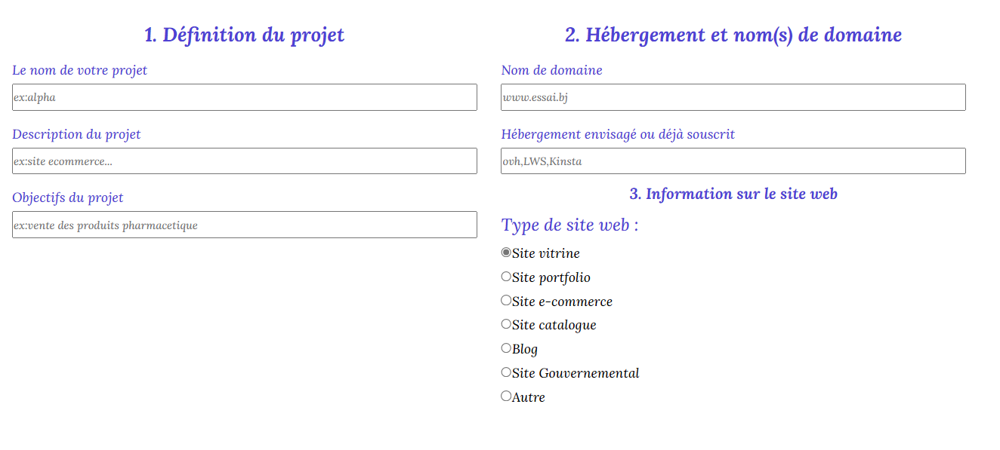 1. Définition du projet
Le nom de votre projet
ex:alpha
Description du projet
ex:site ecommerce...
Objectifs du projet
ex:vente des produits pharmacetique
2. Hébergement et nom(s) de domaine
Nom de domaine
www.essai.bj
Hébergement envisagé ou déjà souscrit
ovh,LWS,Kinsta
3. Information sur le site web
Type de site web :
Site vitrine
Site portfolio
Site e-commerce
Site catalogue
Blog
Site Gouvernemental
Autre